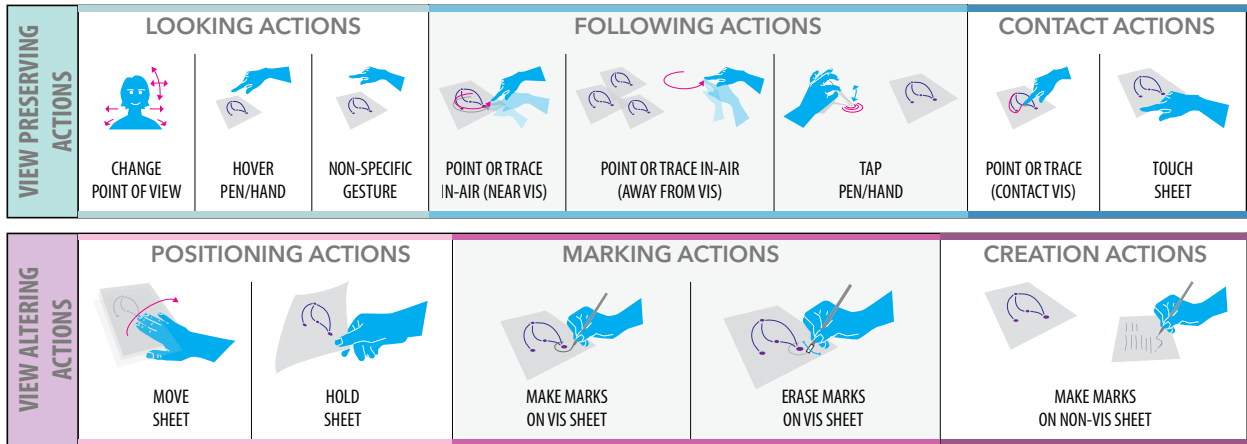 VIEW PRESERVING
ACTIONS
LOOKING ACTIONS
CHANGE
POINT OF VIEW
HOVER
PEN/HAND
NON-SPECIFIC
GESTURE
FOLLOWING ACTIONS
POINT OR TRACE
IN-AIR (NEAR VIS)
POINT OR TRACE IN-AIR
(AWAY FROM VIS)
TAP
PEN/HAND
CONTACT ACTIONS
POINT OR TRACE
(CONTACT VIS)
TOUCH
SHEET
VIEW ALTERING
ACTIONS
POSITIONING ACTIONS
MOVE
SHEET
HOLD
SHEET
MARKING ACTIONS
MAKE MARKS
ON VIS SHEET
ERASE MARKS
ON VIS SHEET
CREATION ACTIONS
MAKE MARKS
ON NON-VIS SHEET